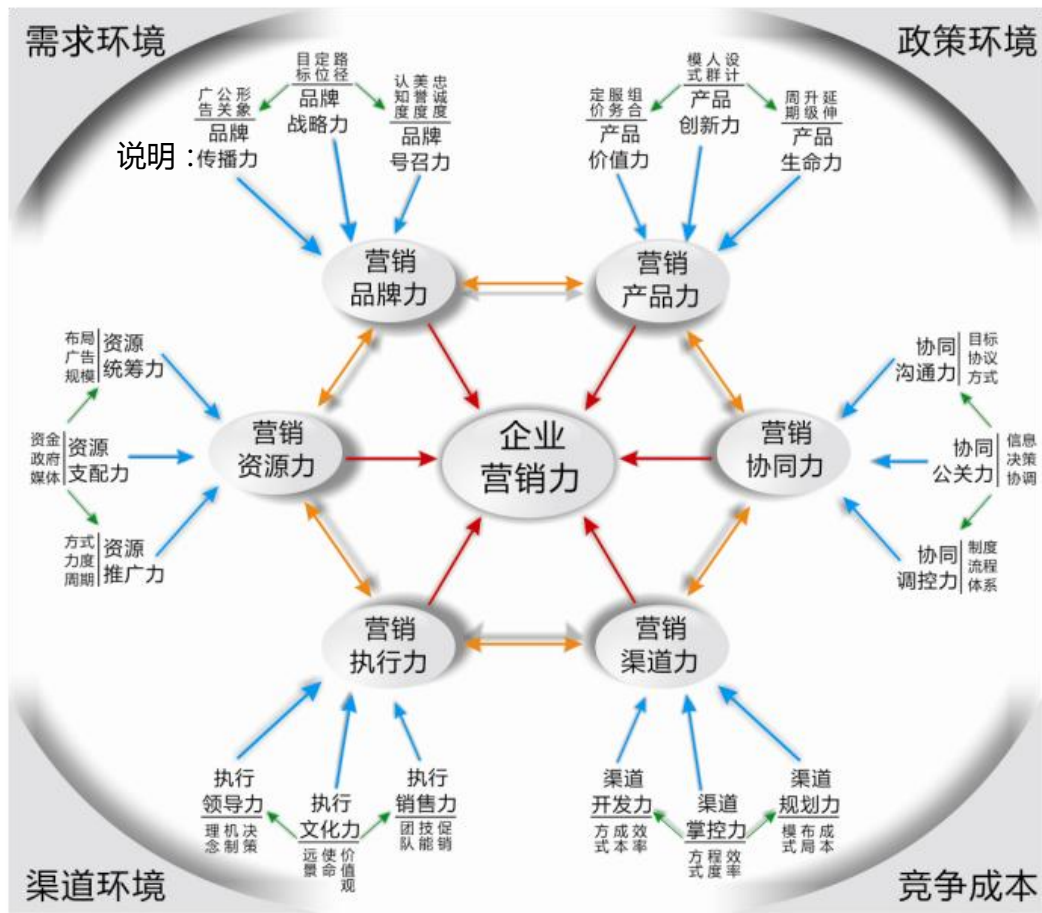 需求环境
政策环境
目标 定位 路径
品牌
战略力
广告 公关 形象
品牌
传播力
认知度 美誉度 忠诚度
品牌
号召力
说明：
模式 人群 设计
产品
创新力
定价 服务 组合
产品
价值力
周期 升级 延伸
产品
生命力
营销
品牌力
营销
产品力
布局
广告
规模
资源
统筹力
资金
政府
媒体
资源
支配力
方式
力度
周期
资源
推广力
营销
资源力
企业
营销力
营销
协同力
协同
沟通力
目标
协议
方式
协同
公关力
信息
决策
协调
协同
调控力
制度
流程
体系
营销
执行力
营销
渠道力
执行
领导力
理念 机制 决策
执行
文化力
远景 使命 价值观
执行
销售力
团队 技能 促销
渠道
开发力
方式 成本 效率
渠道
掌控力
方式 程度 效率
渠道
规划力
模式 布局 成本
渠道环境
竞争成本